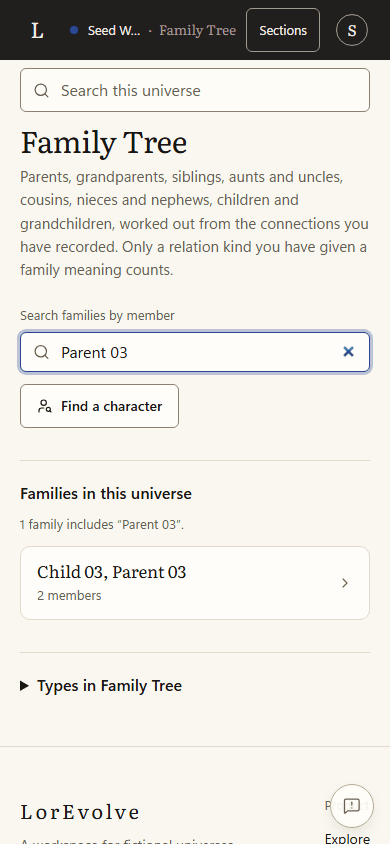 L
Seed W... · Family Tree
Sections
S
Search this universe
Family Tree
Parents, grandparents, siblings, aunts and uncles,
cousins, nieces and nephews, children and
grandchildren, worked out from the connections you
have recorded. Only a relation kind you have given a
family meaning counts.
Search families by member
Parent 03
Find a character
Families in this universe
1 family includes “Parent 03”.
Child 03, Parent 03
2 members
Types in Family Tree
LorEvolve
A workspace for fictional universes
Explore